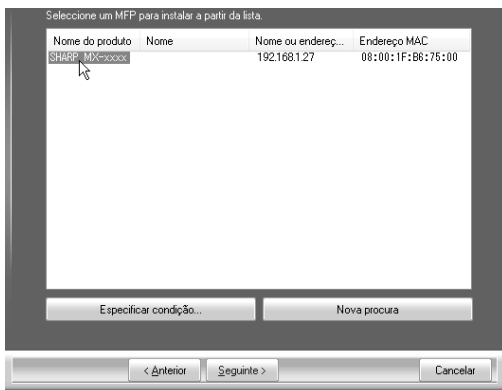 Seleccione um MFP para instalar a partir da lista.
Nome do produto Nome Nome ou endereç... Endereço MAC
SHARP MX-xxxx 192.168.1.27 08:00:1F:B6:75:00
Especificar condição... Nova procura
< Anterior Seguinte > Cancelar